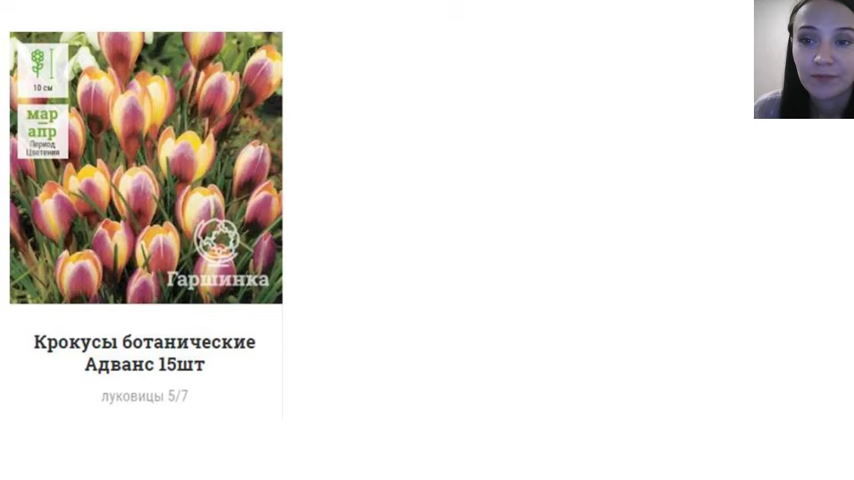 10 см
мар
–
апр
Период
Цветения
Гаршинка
Крокусы ботанические
Адванс 15шт
луковицы 5/7